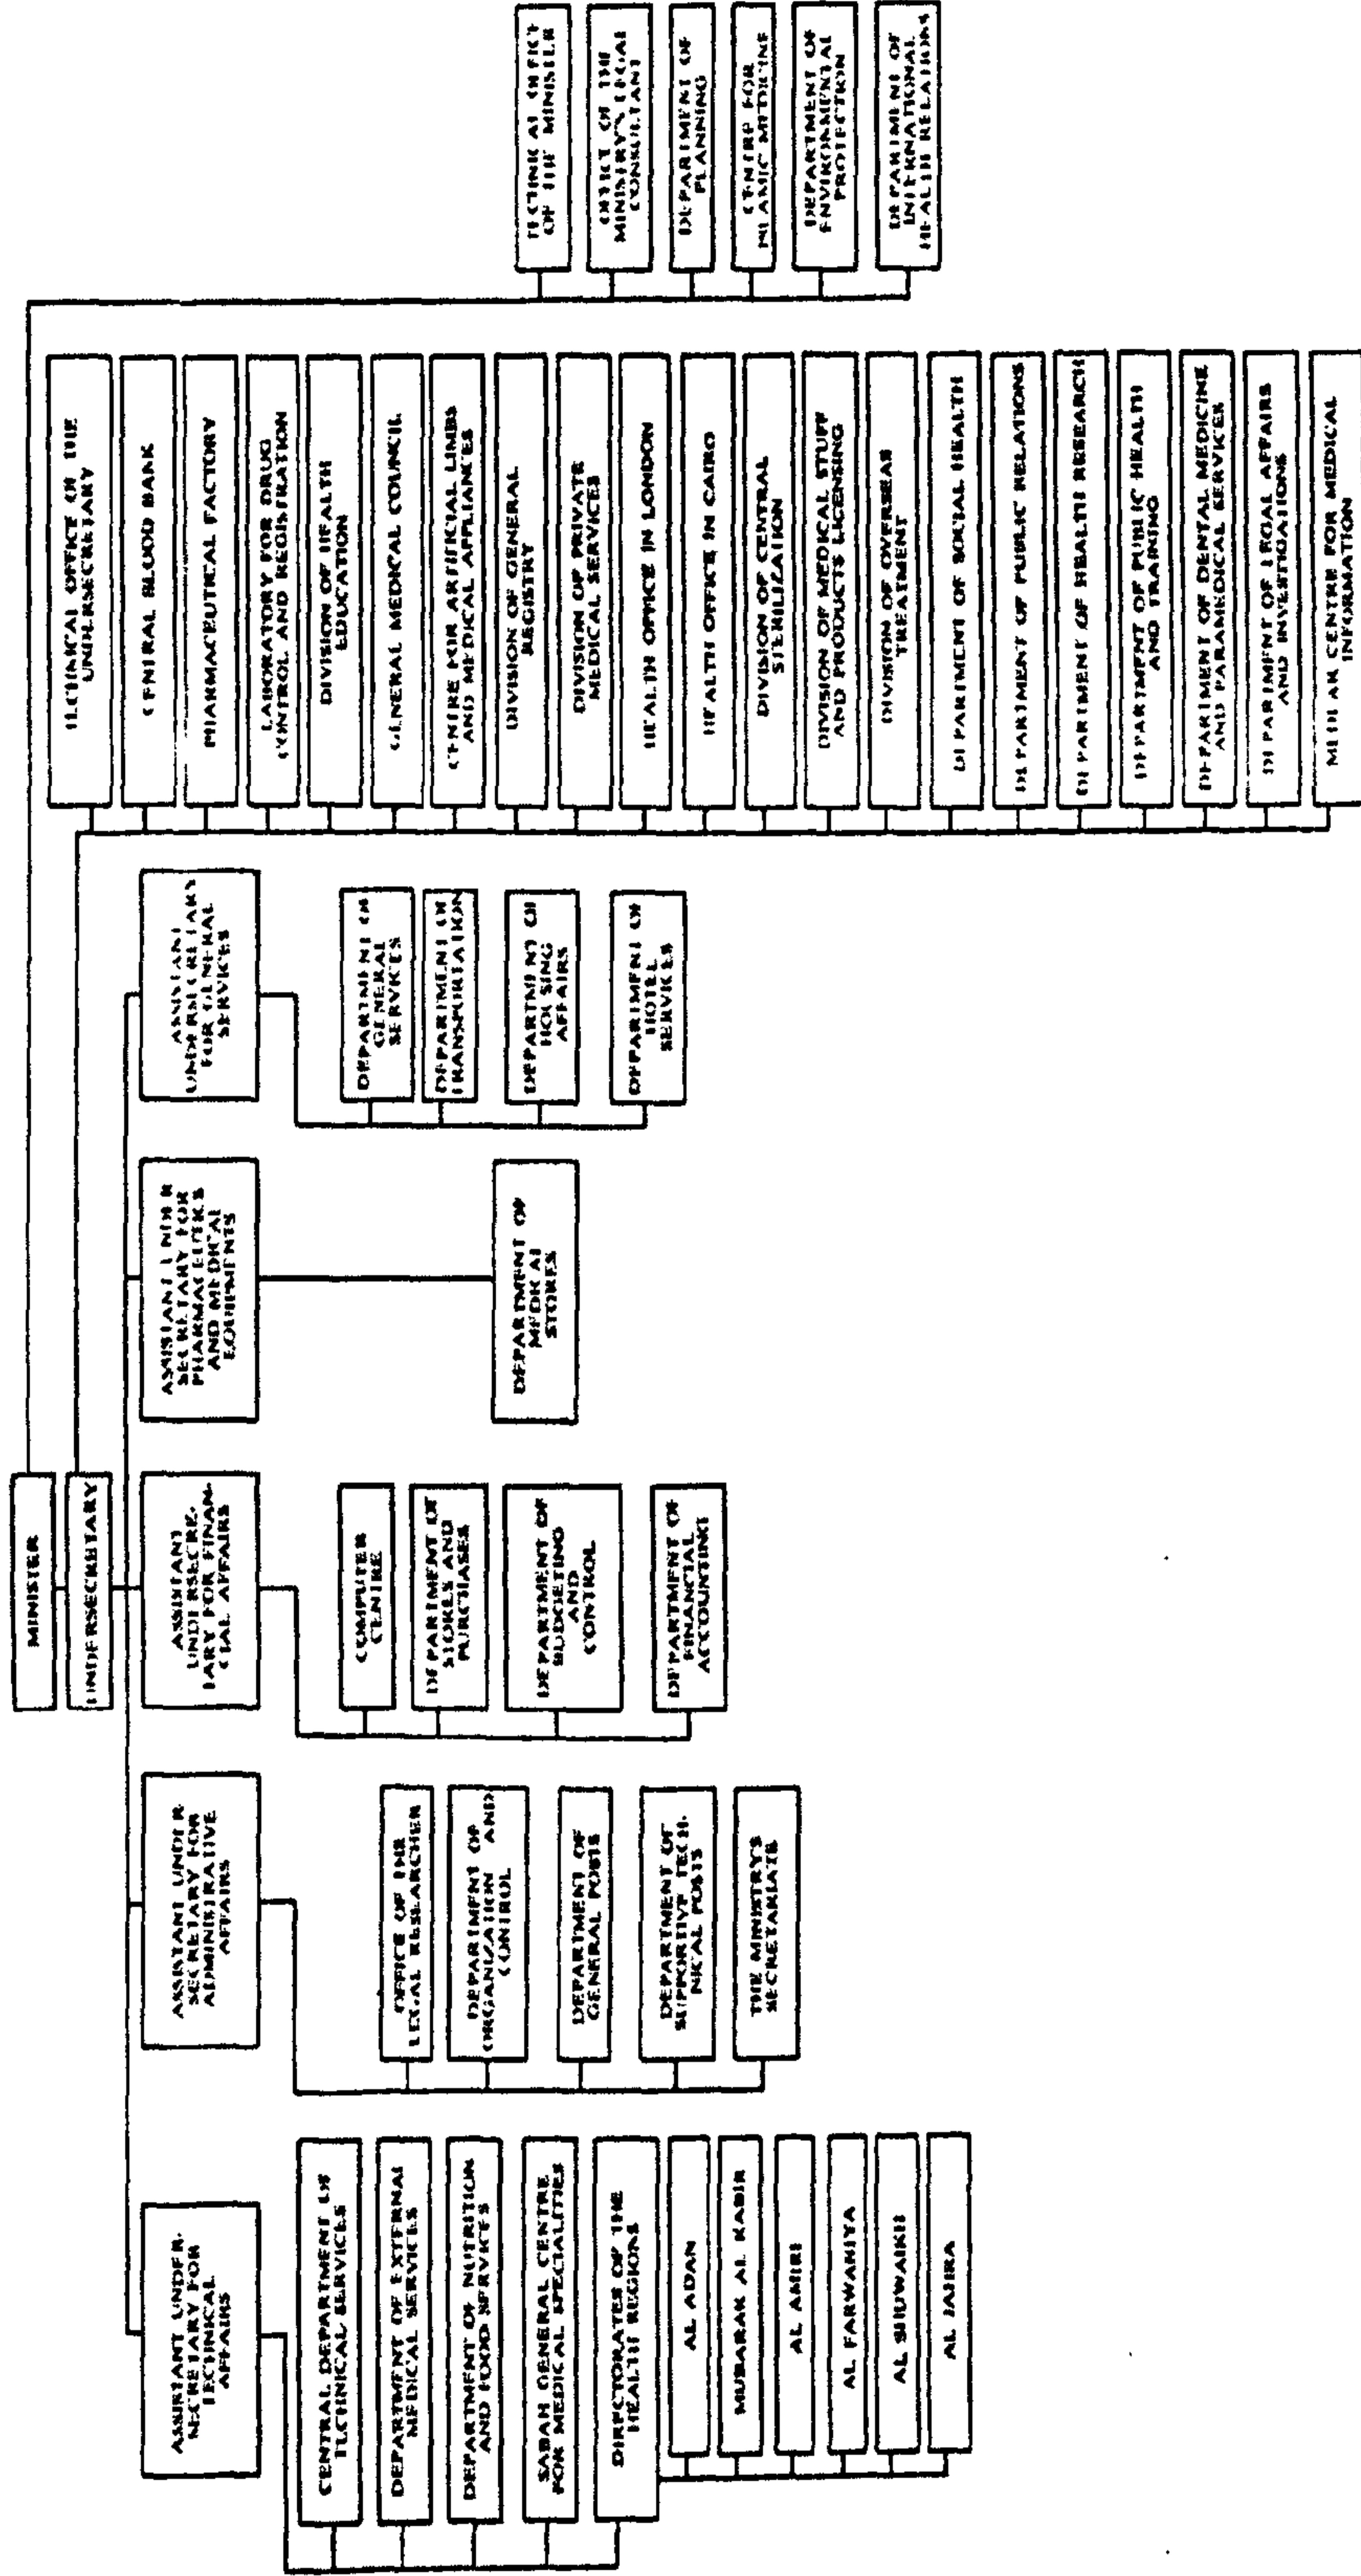 MINISTER
UNDERSECRETARY
ASSISTANT UNDER-
SECRETARY FOR
TECHNICAL
AFFAIRS
CENTRAL DEPARTMENT OF
TECHNICAL SERVICES
DEPARTMENT OF EXTERNAL
MEDICAL SERVICES
DEPARTMENT OF NUTRITION
AND FOOD SERVICES
SABAH GENERAL CENTRE
FOR MEDICAL SPECIALITIES
DIRECTORATES OF THE
HEALTH REGIONS
AL ADAN
MUBARAK AL KABIR
AL AMIRI
AL FARWANIYA
AL SHUWAIKH
AL JAHRA
ASSISTANT UNDER
SECRETARY FOR
ADMINISTRATIVE
AFFAIRS
OFFICE OF THE
LEGAL RESEARCHER
DEPARTMENT OF
ORGANIZATION AND
CONTROL
DEPARTMENT OF
GENERAL POSTS
DEPARTMENT OF
SUPPORTIVE TECH-
NICAL POSTS
THE MINISTRY'S
SECRETARIATE
ASSISTANT
UNDERSECRE-
TARY FOR FINAN-
CIAL AFFAIRS
COMPUTER
CENTRE
DEPARTMENT OF
STORES AND
PURCHASES
DEPARTMENT OF
BUDGETING
AND
CONTROL
DEPARTMENT OF
FINANCIAL
ACCOUNTING
ASSISTANT UNDER
SECRETARY FOR
PHARMACEUTICS
AND MEDICAL
EQUIPMENTS
DEPARTMENT OF
MEDICAL
STORES
ASSISTANT
UNDERSECRETARY
FOR GENERAL
SERVICES
DEPARTMENT OF
GENERAL
SERVICES
DEPARTMENT OF
TRANSPORTATION
DEPARTMENT OF
HOUSING
AFFAIRS
DEPARTMENT OF
HOTEL
SERVICES
TECHNICAL OFFICE OF THE
UNDERSECRETARY
CENTRAL BLOOD BANK
PHARMACEUTICAL FACTORY
LABORATORY FOR DRUG
CONTROL AND REGISTRATION
DIVISION OF HEALTH
EDUCATION
GENERAL MEDICAL COUNCIL
CENTRE FOR ARTIFICIAL LIMBS
AND MEDICAL APPLIANCES
DIVISION OF GENERAL
REGISTRY
DIVISION OF PRIVATE
MEDICAL SERVICES
HEALTH OFFICE IN LONDON
HEALTH OFFICE IN CAIRO
DIVISION OF CENTRAL
STERILIZATION
DIVISION OF MEDICAL STUFF
AND PRODUCTS LICENSING
DIVISION OF OVERSEAS
TREATMENT
DEPARTMENT OF SOCIAL HEALTH
DEPARTMENT OF PUBLIC RELATIONS
DEPARTMENT OF HEALTH RESEARCH
DEPARTMENT OF PUBLIC HEALTH
AND TRAINING
DEPARTMENT OF DENTAL MEDICINE
AND PARAMEDICAL SERVICES
DEPARTMENT OF LEGAL AFFAIRS
AND INVESTIGATIONS
MEDLAR CENTRE FOR MEDICAL
INFORMATION
TECHNICAL OFFICE
OF THE MINISTER
OFFICE OF THE
MINISTRY'S LEGAL
CONSULTANT
DEPARTMENT OF
PLANNING
CENTRE FOR
ISLAMIC MEDICINE
DEPARTMENT OF
ENVIRONMENTAL
PROTECTION
DEPARTMENT OF
INTERNATIONAL
HEALTH RELATIONS